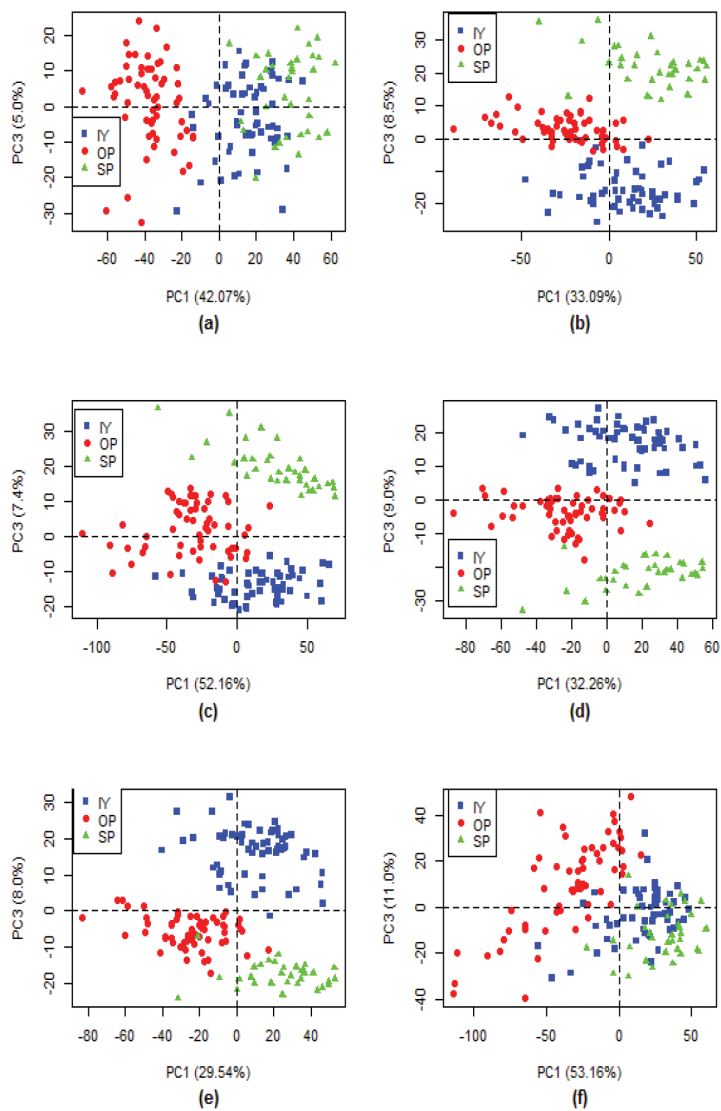 IY
OP
SP
PC3 (5.0%)
-30 -20 -10 0 10 20
-60 -40 -20 0 20 40 60
PC1 (42.07%)
(a)
IY
OP
SP
PC3 (8.5%)
-20 0 10 20 30
-50 0 50
PC1 (33.09%)
(b)
IY
OP
SP
PC3 (7.4%)
-20 -10 0 10 20 30
-100 -50 0 50
PC1 (52.16%)
(c)
IY
OP
SP
PC3 (9.0%)
-30 -10 0 10 20
-80 -60 -40 -20 0 20 40 60
PC1 (32.26%)
(d)
IY
OP
SP
PC3 (8.0%)
-20 -10 0 10 20 30
-80 -60 -40 -20 0 20 40
PC1 (29.54%)
(e)
IY
OP
SP
PC3 (11.0%)
-40 -20 0 20 40
-100 -50 0 50
PC1 (53.16%)
(f)